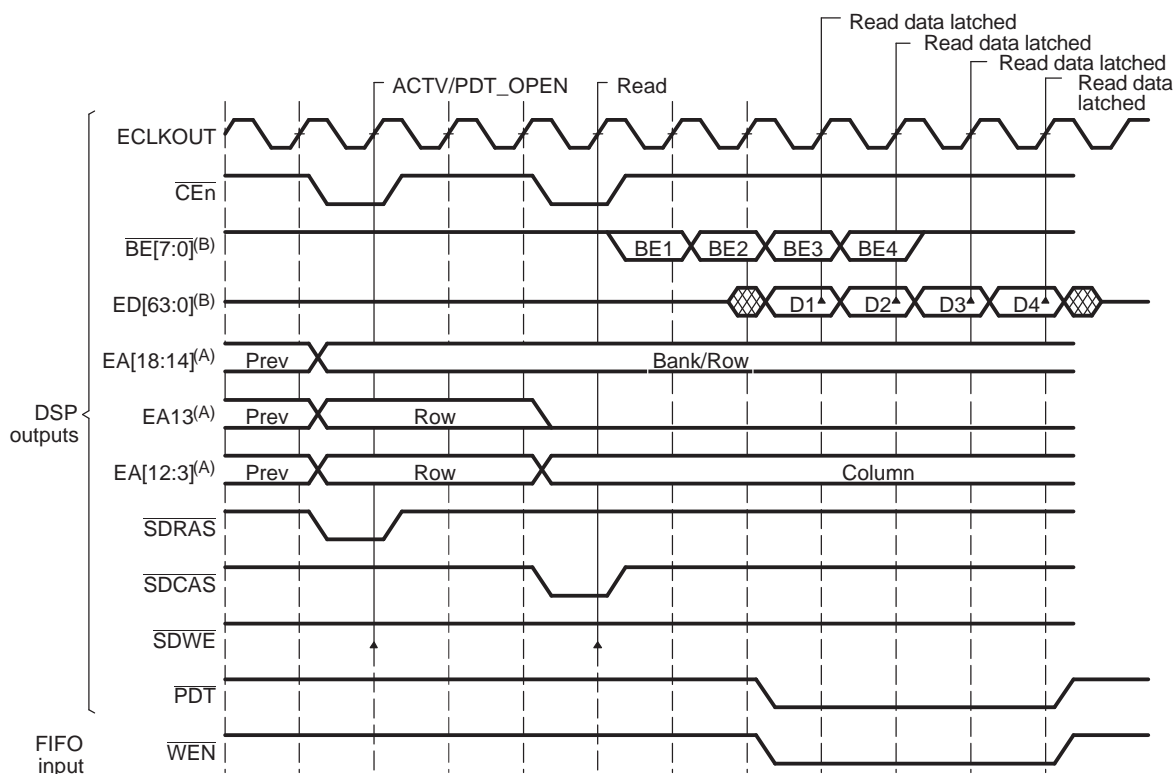 Read data latched
Read data latched
Read data latched
Read data
latched
ACTV/PDT_OPEN
Read
ECLKOUT
CEn
BE[7:0](B)
BE1 BE2 BE3 BE4
ED[63:0](B)
D1 D2 D3 D4
EA[18:14](A)
Prev
Bank/Row
DSP
outputs
EA13(A)
Prev
Row
EA[12:3](A)
Prev
Row
Column
SDRAS
SDCAS
SDWE
PDT
FIFO
input
WEN